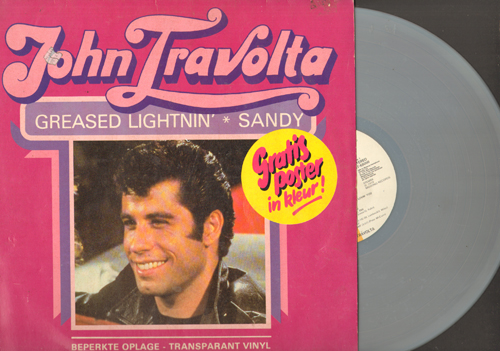 John Travolta
GREASED LIGHTNIN' * SANDY
Gratis
poster
in kleur!
BEPERKTE OPLAGE - TRANSPARANT VINYL